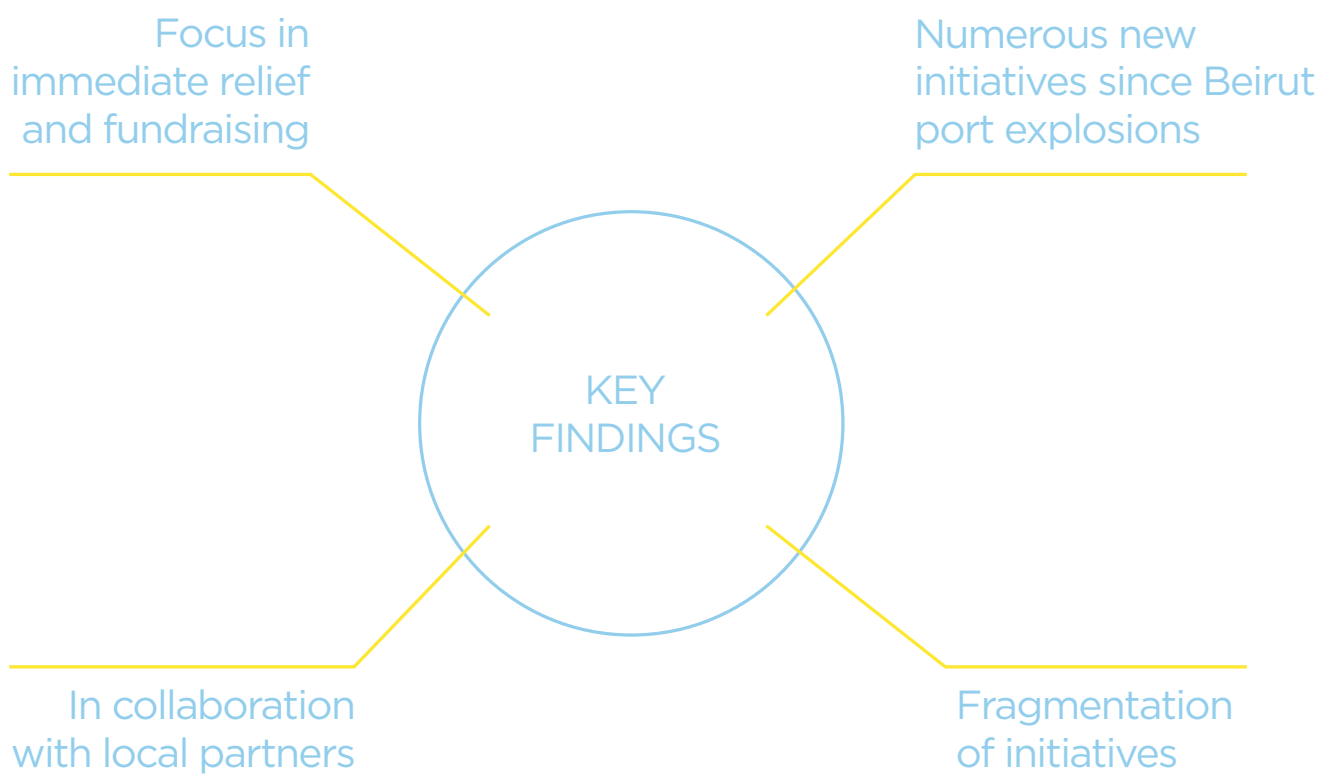 Focus in
immediate relief
and fundraising
Numerous new
initiatives since Beirut
port explosions
KEY
FINDINGS
In collaboration
with local partners
Fragmentation
of initiatives